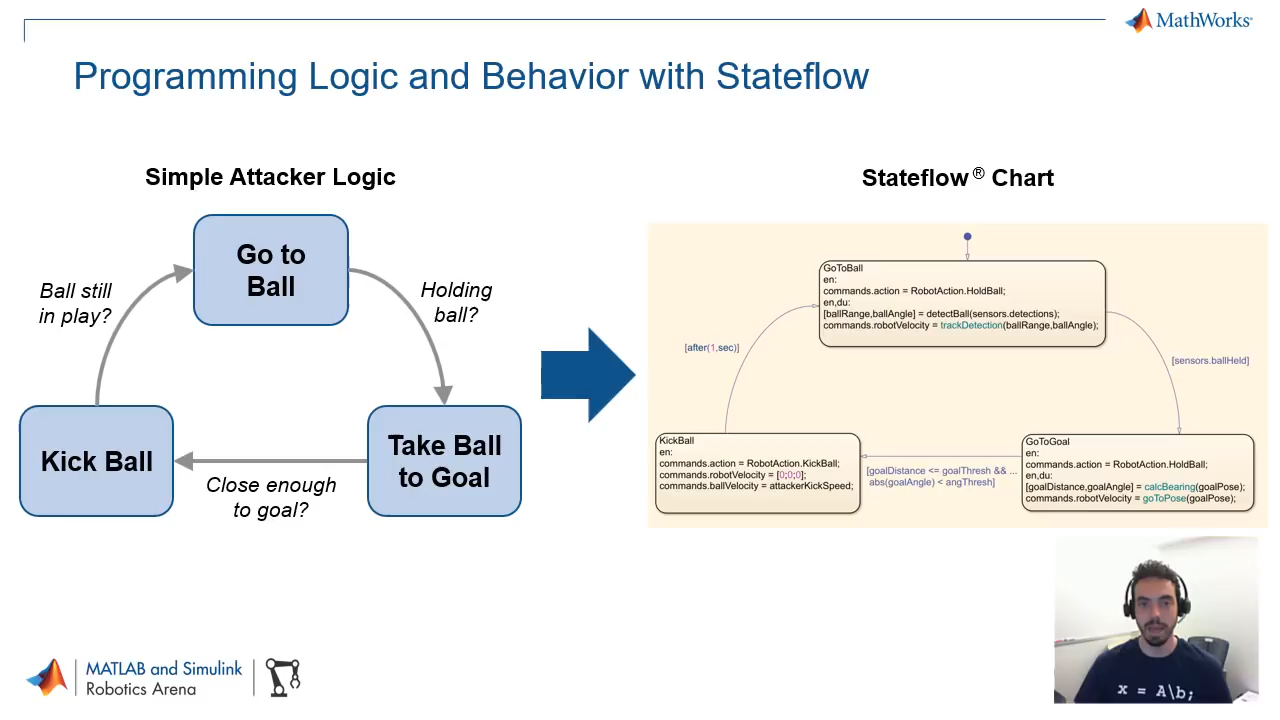 MathWorks®
Programming Logic and Behavior with Stateflow
Simple Attacker Logic
Go to
Ball
Ball still
in play?
Holding
ball?
Kick Ball
Take Ball
to Goal
Close enough
to goal?
Stateflow® Chart
GoToBall
en:
commands.action = RobotAction.HoldBall;
en,du:
[ballRange,ballAngle] = detectBall(sensors.detections);
commands.robotVelocity = trackDetection(ballRange,ballAngle);
[after(1,sec)]
[sensors.ballHeld]
KickBall
en:
commands.action = RobotAction.KickBall;
commands.robotVelocity = [0;0;0];
commands.ballVelocity = attackerKickSpeed;
[goalDistance <= goalThresh && ...
abs(goalAngle) < angThresh]
GoToGoal
en:
commands.action = RobotAction.HoldBall;
en,du:
[goalDistance,goalAngle] = calcBearing(goalPose);
commands.robotVelocity = goToPose(goalPose);
MATLAB and Simulink
Robotics Arena
x = A\b;